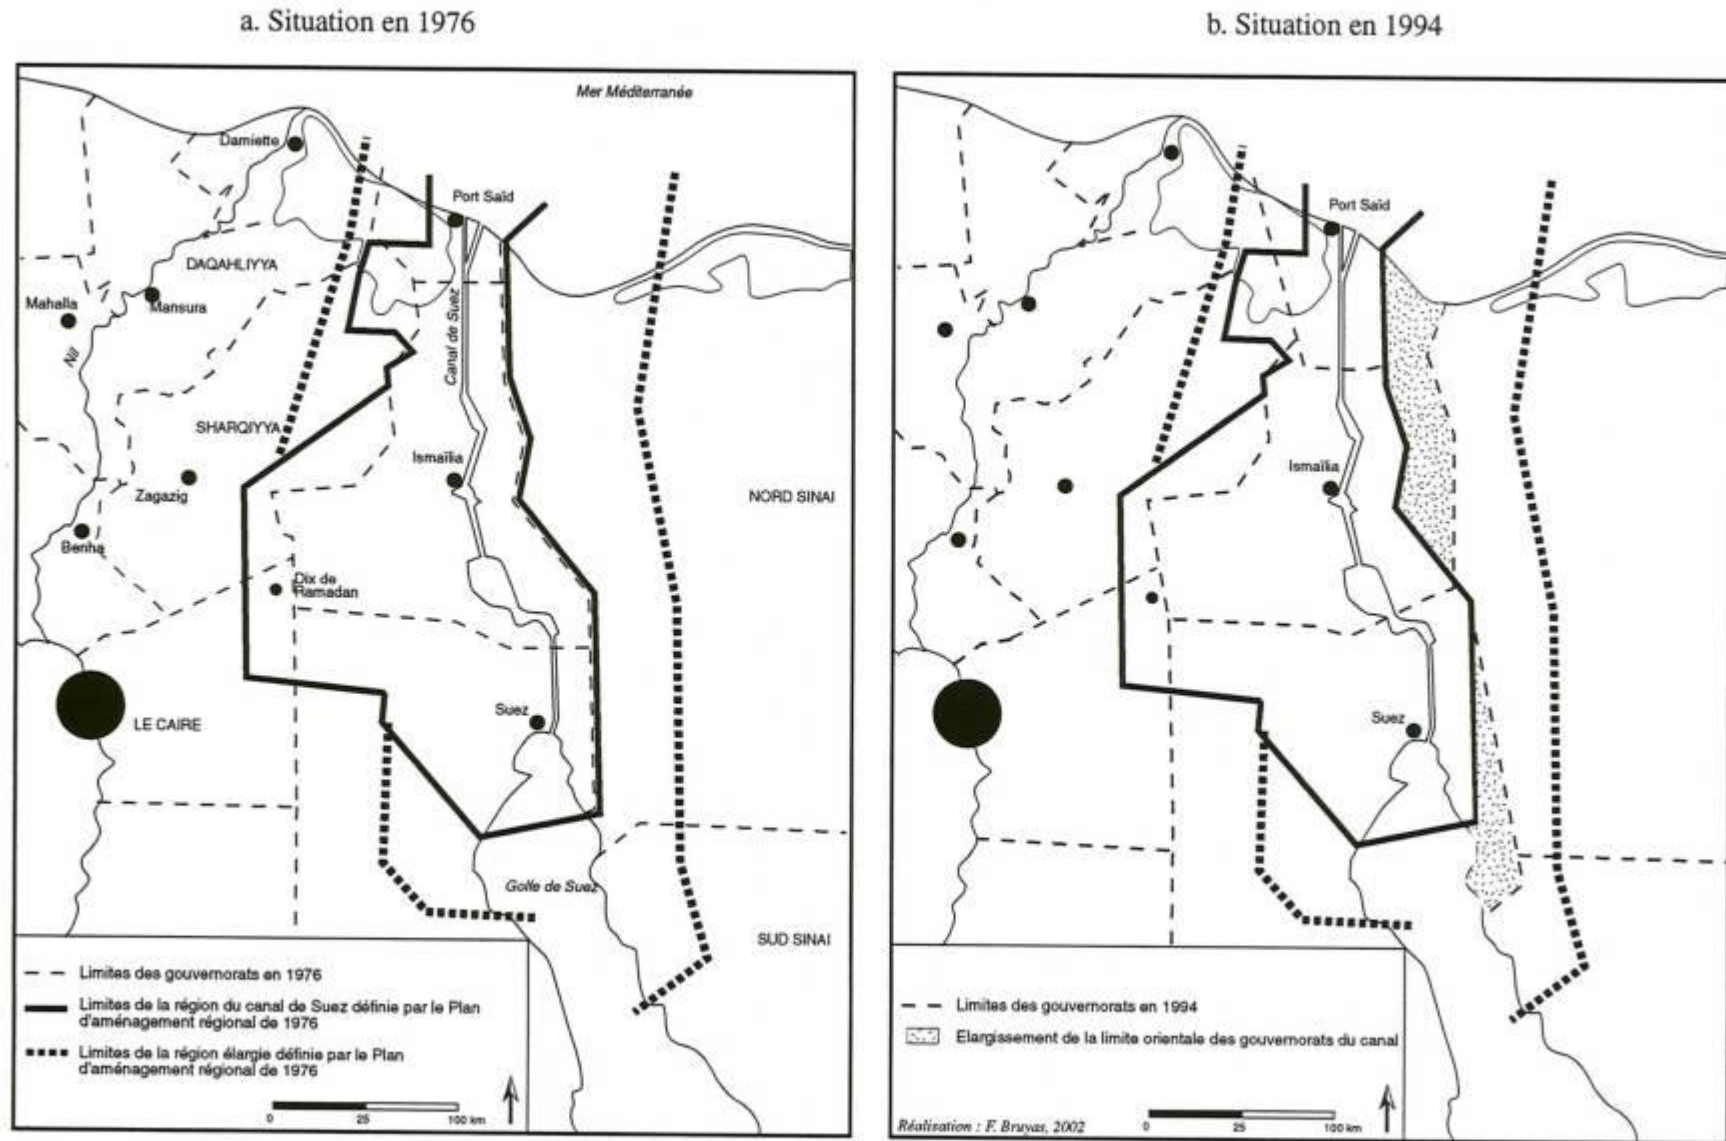 a. Situation en 1976
Mer Méditerranée
Damiette
Port Saïd
DAQAHLIYYA
Mahalla
Mansura
Nil
Canal de Suez
SHARQIYYA
Ismaïlia
Zagazig
NORD SINAI
Benha
Dix de
Ramadan
Suez
LE CAIRE
Golfe de Suez
SUD SINAI
Limites des gouvernorats en 1976
Limites de la région du canal de Suez définie par le Plan
d'aménagement régional de 1976
Limites de la région élargie définie par le Plan
d'aménagement régional de 1976
0 25 100 km
b. Situation en 1994
Port Saïd
Ismaïlia
Suez
Limites des gouvernorats en 1994
Elargissement de la limite orientale des gouvernorats du canal
Réalisation : F. Bruyas, 2002
0 25 100 km